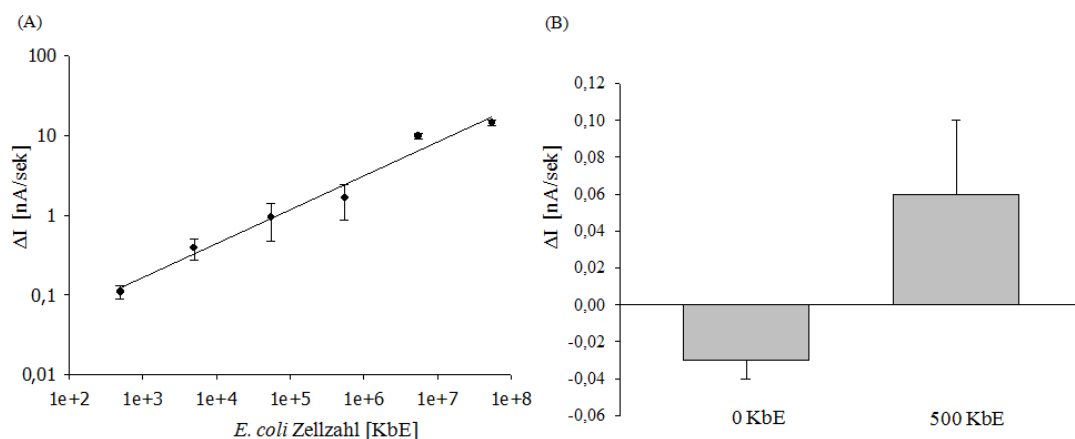 (A)
ΔI [nA/sek]
100
10
1
0,1
0,01
1e+2 1e+3 1e+4 1e+5 1e+6 1e+7 1e+8
E. coli Zellzahl [KbE]
(B)
ΔI [nA/sek]
0,12
0,10
0,08
0,06
0,04
0,02
0,00
-0,02
-0,04
-0,06
0 KbE 500 KbE